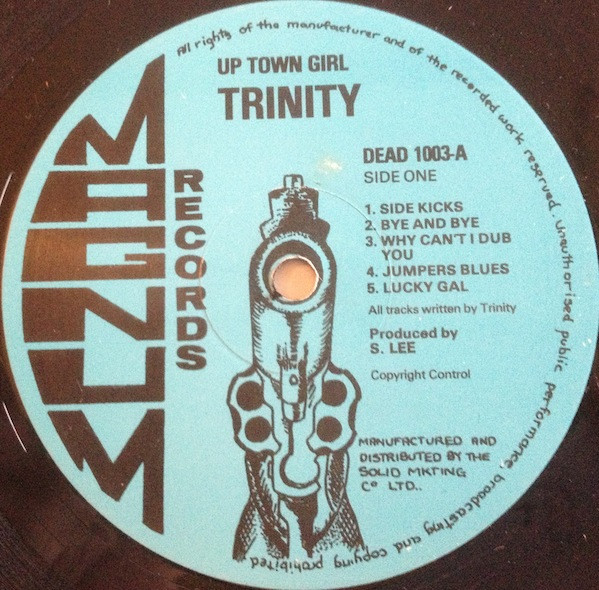 All rights of the manufacturer and of the recorded work reserved. Unauthorised public performance broadcasting and copying prohibited
MAGNUM
RECORDS
UP TOWN GIRL
TRINITY
DEAD 1003-A
SIDE ONE
1. SIDE KICKS
2. BYE AND BYE
3. WHY CAN'T I DUB
YOU
4. JUMPERS BLUES
5. LUCKY GAL
All tracks written by Trinity
Produced by
S. LEE
Copyright Control
MANUFACTURED AND
DISTRIBUTED BY THE
SOLID MKTING
Co LTD..